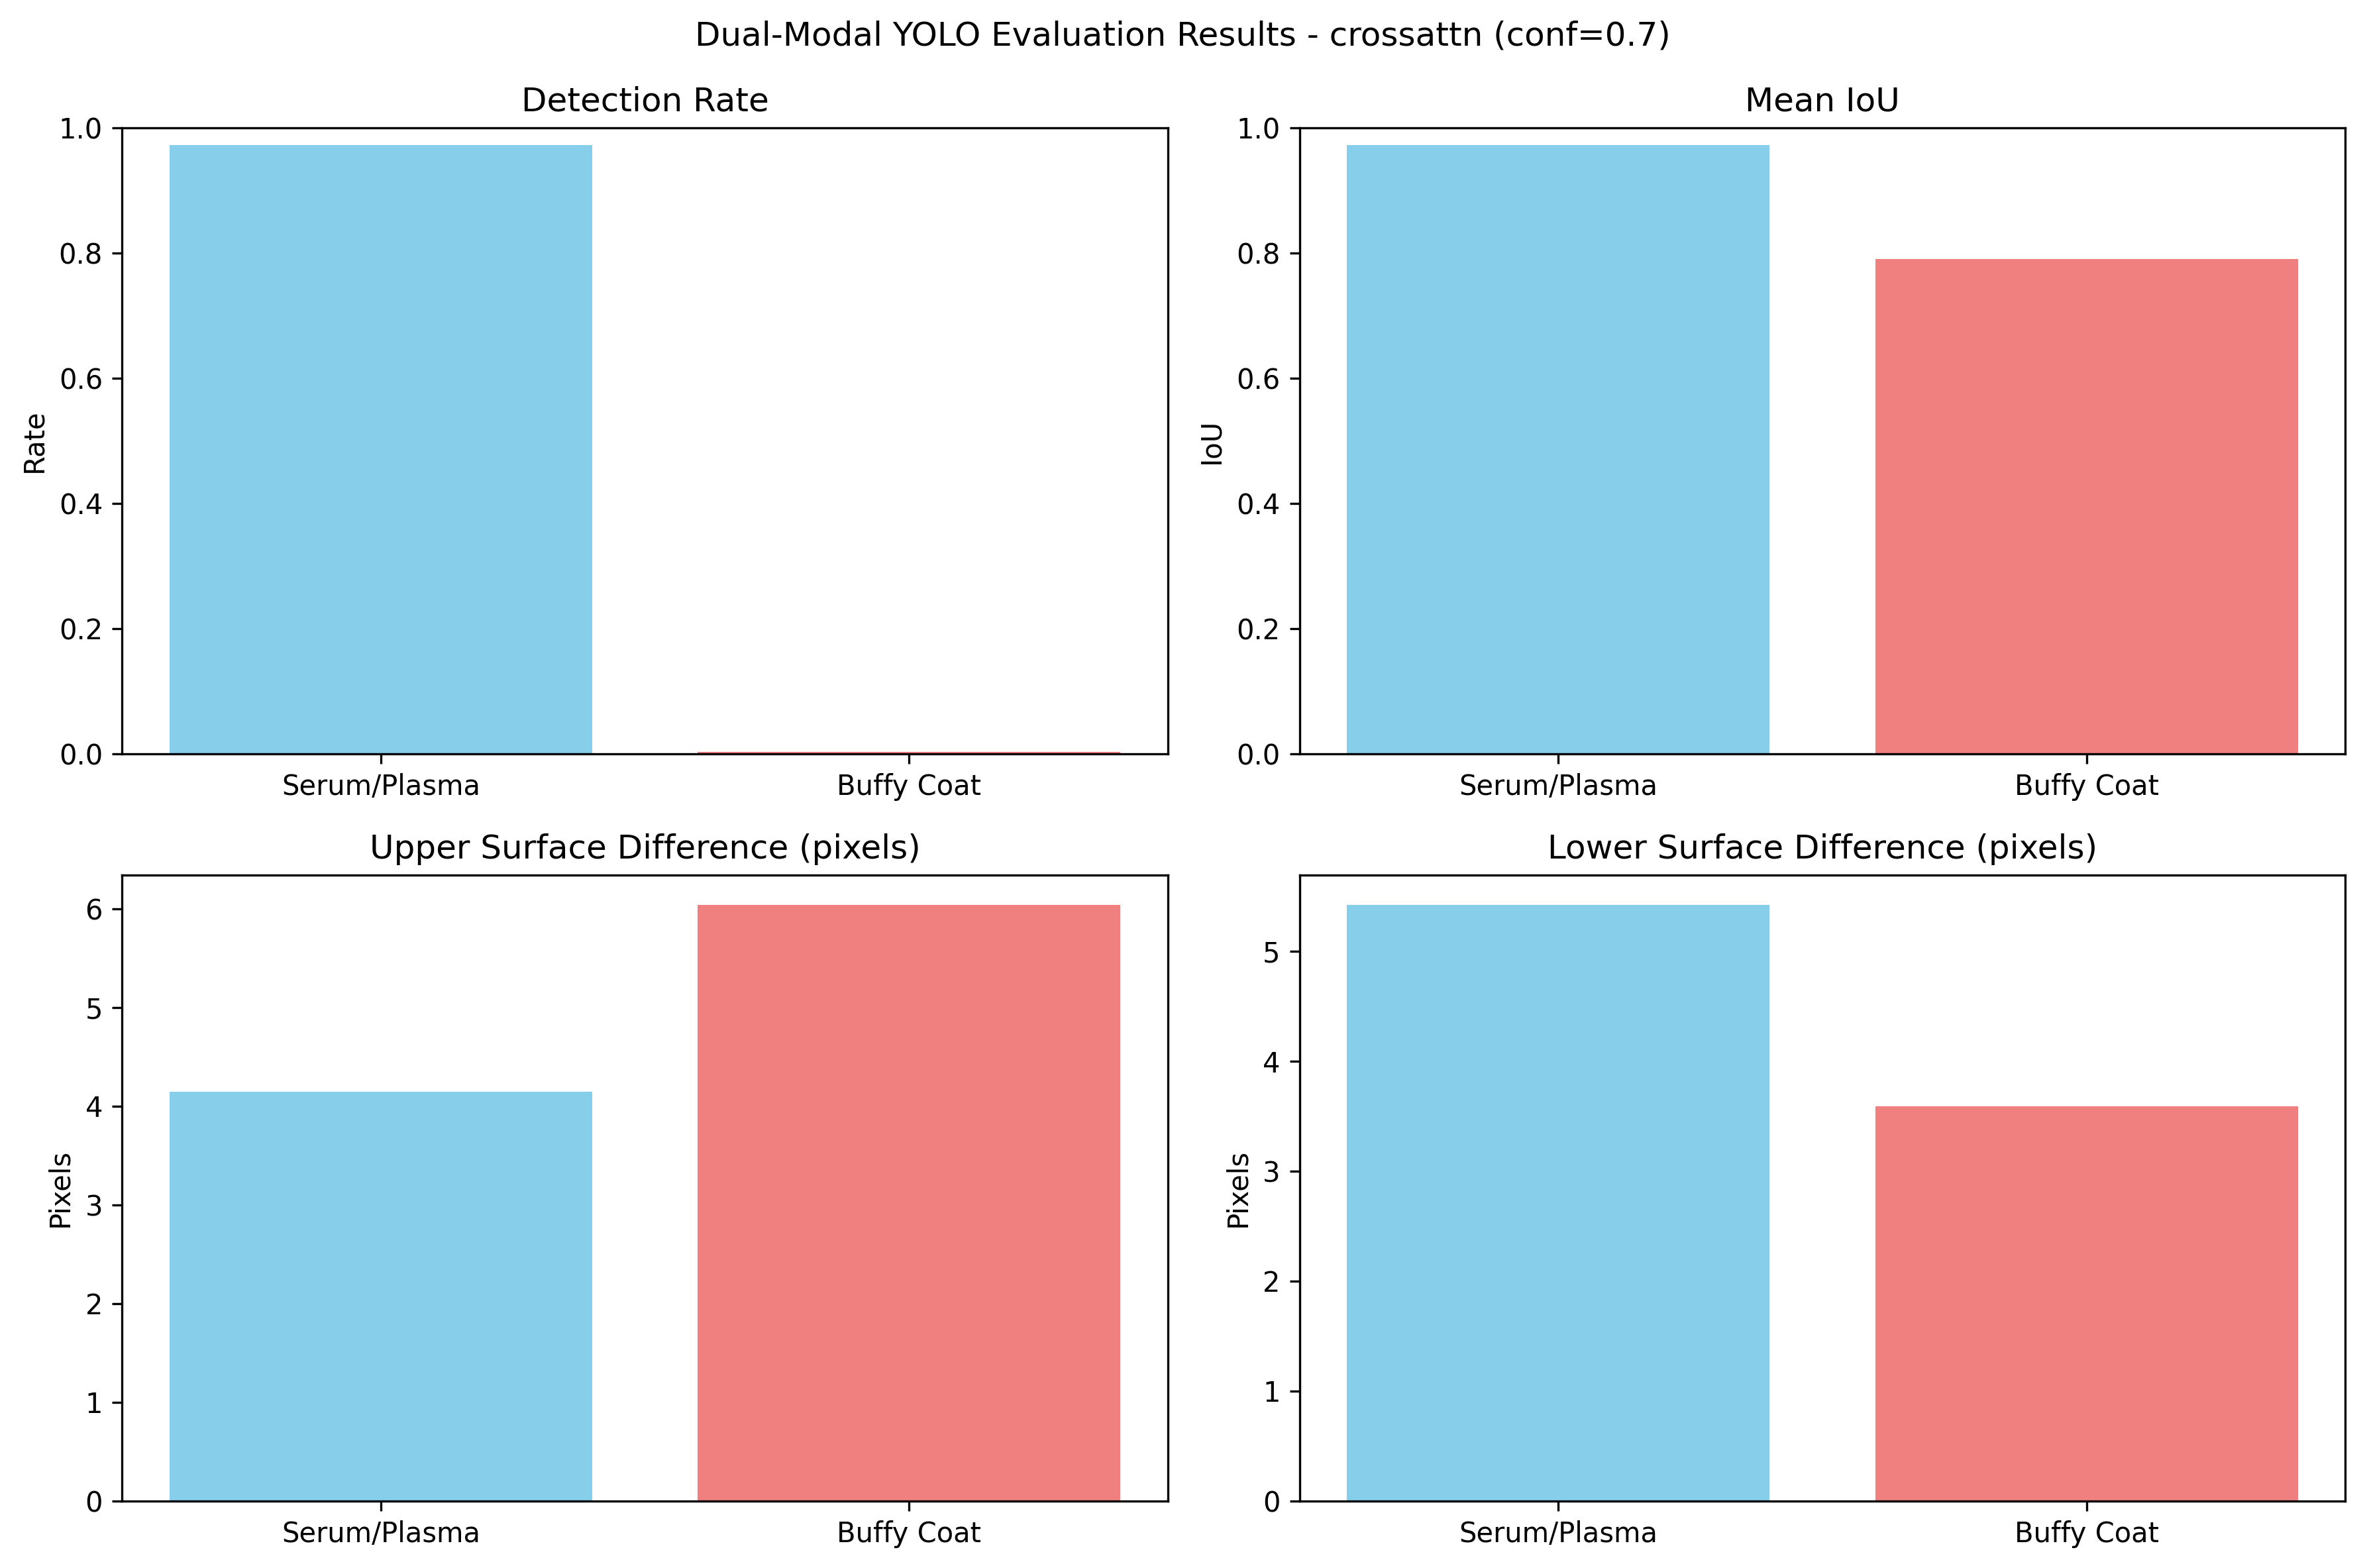 Dual-Modal YOLO Evaluation Results - crossattn (conf=0.7)
Detection Rate
1.0
0.8
0.6
0.4
0.2
0.0
Rate
Serum/Plasma
Buffy Coat
Mean IoU
1.0
0.8
0.6
0.4
0.2
0.0
IoU
Serum/Plasma
Buffy Coat
Upper Surface Difference (pixels)
6
5
4
3
2
1
0
Pixels
Serum/Plasma
Buffy Coat
Lower Surface Difference (pixels)
5
4
3
2
1
0
Pixels
Serum/Plasma
Buffy Coat